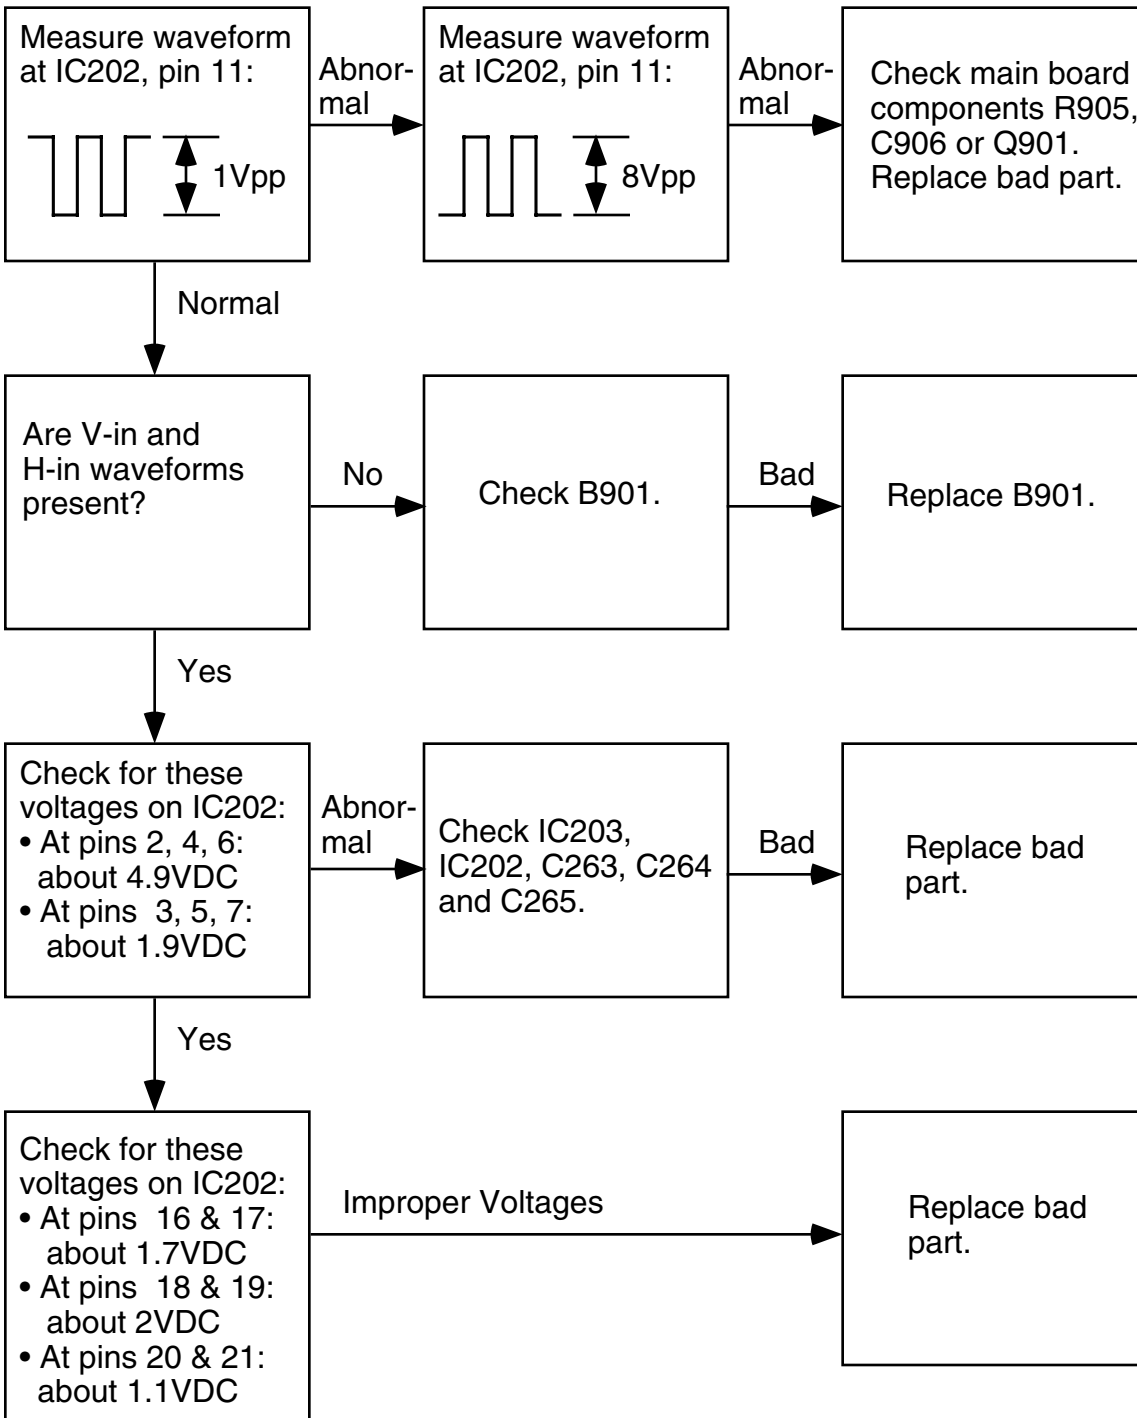 Measure waveform
at IC202, pin 11:
1Vpp
Abnor-
mal
Measure waveform
at IC202, pin 11:
8Vpp
Abnor-
mal
Check main board
components R905,
C906 or Q901.
Replace bad part.
Normal
Are V-in and
H-in waveforms
present?
No
Check B901.
Bad
Replace B901.
Yes
Check for these
voltages on IC202:
• At pins 2, 4, 6:
about 4.9VDC
• At pins 3, 5, 7:
about 1.9VDC
Abnor-
mal
Check IC203,
IC202, C263, C264
and C265.
Bad
Replace bad
part.
Yes
Check for these
voltages on IC202:
• At pins 16 & 17:
about 1.7VDC
• At pins 18 & 19:
about 2VDC
• At pins 20 & 21:
about 1.1VDC
Improper Voltages
Replace bad
part.